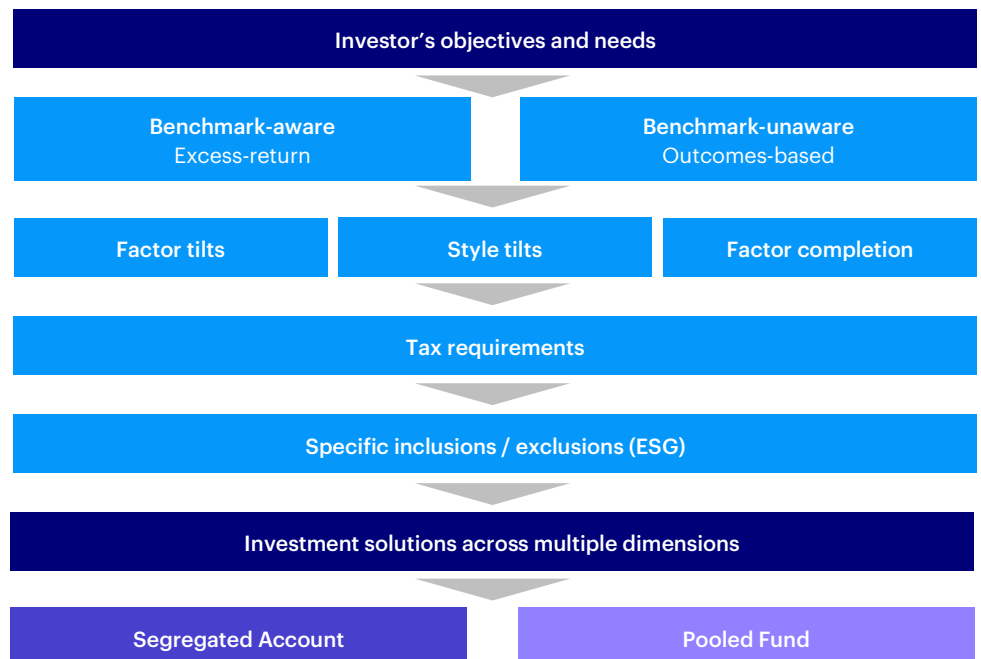 Investor’s objectives and needs
Benchmark-aware
Excess-return
Benchmark-unaware
Outcomes-based
Factor tilts
Style tilts
Factor completion
Tax requirements
Specific inclusions / exclusions (ESG)
Investment solutions across multiple dimensions
Segregated Account
Pooled Fund